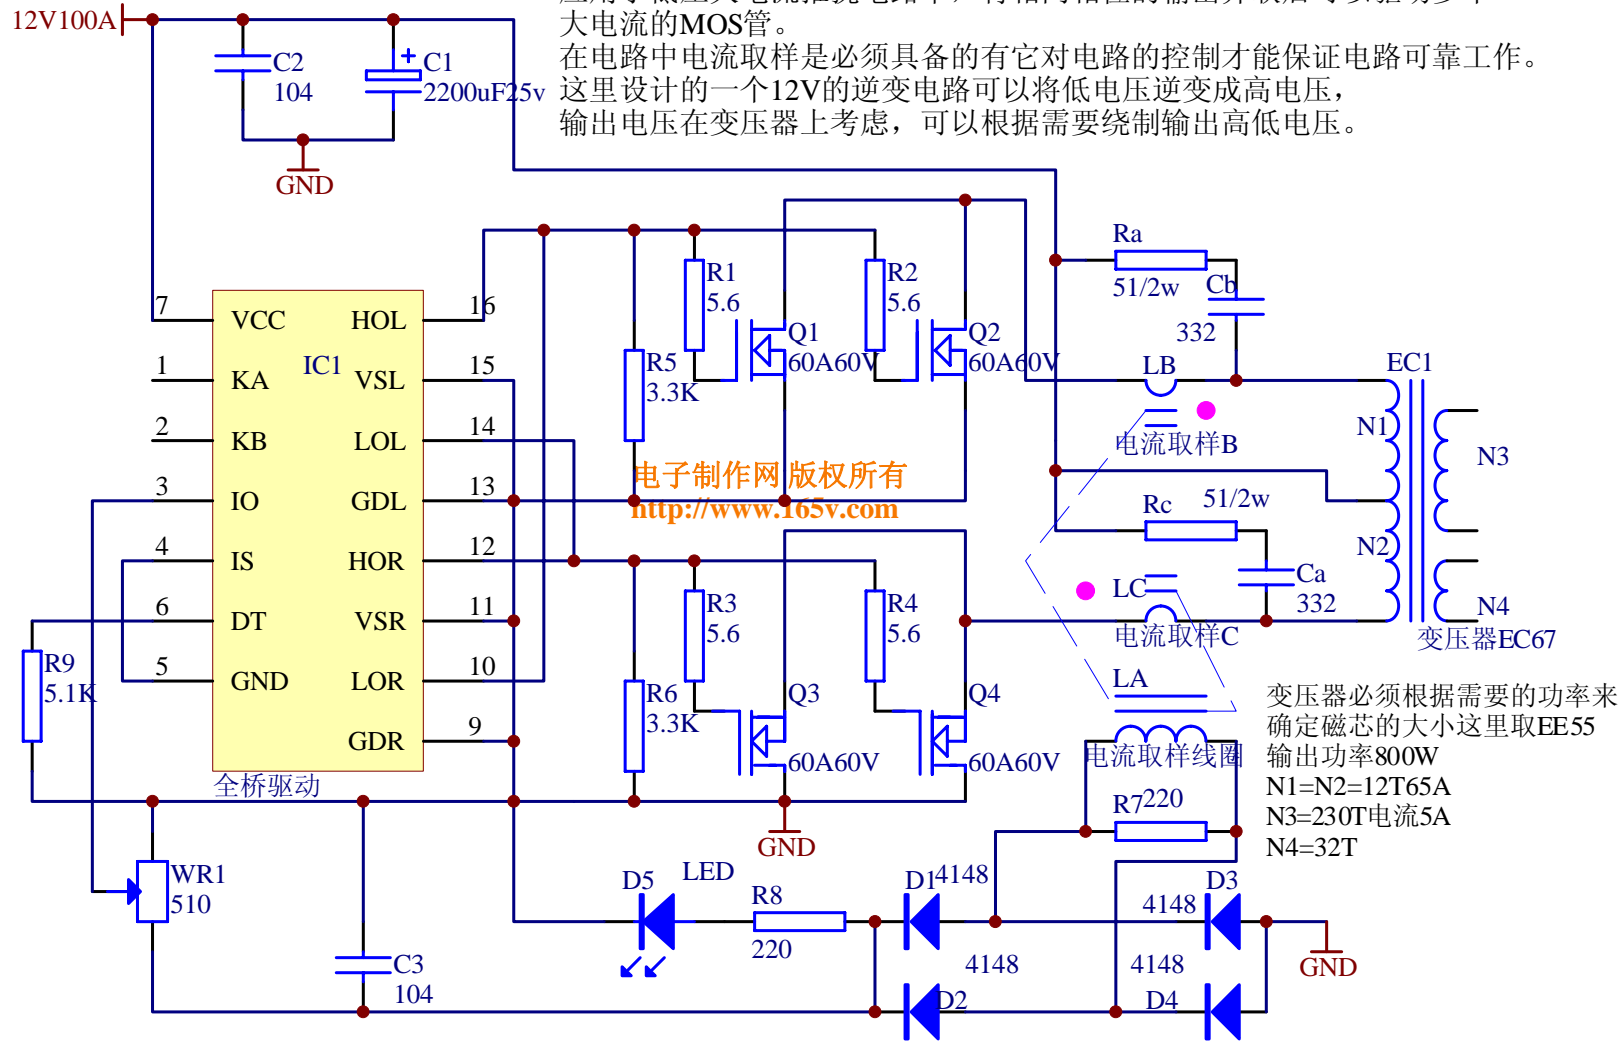 大电流的MOS管。
在电路中电流取样是必须具备的有它对电路的控制才能保证电路可靠工作。
这里设计的一个12V的逆变电路可以将低电压逆变成高电压，
输出电压在变压器上考虑，可以根据需要绕制输出高低电压。
12V100A
C2
104
+
C1
2200uF25v
GND
Ra
51/2w
Cb
332
R1
5.6
R2
5.6
Q1
60A60V
Q2
60A60V
R5
3.3K
7
VCC
HOL
16
IC1
1
KA
VSL
15
2
KB
LOL
14
3
IO
GDL
13
4
IS
HOR
12
6
DT
VSR
11
5
GND
LOR
10
GDR
9
全桥驱动
LB
电流取样B
EC1
N1
N3
电子制作网 版权所有
http://www.165v.com
Rc
51/2w
N2
Ca
332
LC
电流取样C
N4
变压器EC67
R3
5.6
R4
5.6
R9
5.1K
R6
3.3K
Q3
60A60V
Q4
60A60V
LA
电流取样线圈
R7
220
变压器必须根据需要的功率来
确定磁芯的大小这里取EE55
输出功率800W
N1=N2=12T65A
N3=230T电流5A
N4=32T
GND
WR1
510
C3
104
D5
LED
R8
220
D1
4148
D3
4148
4148
D2
4148
D4
GND